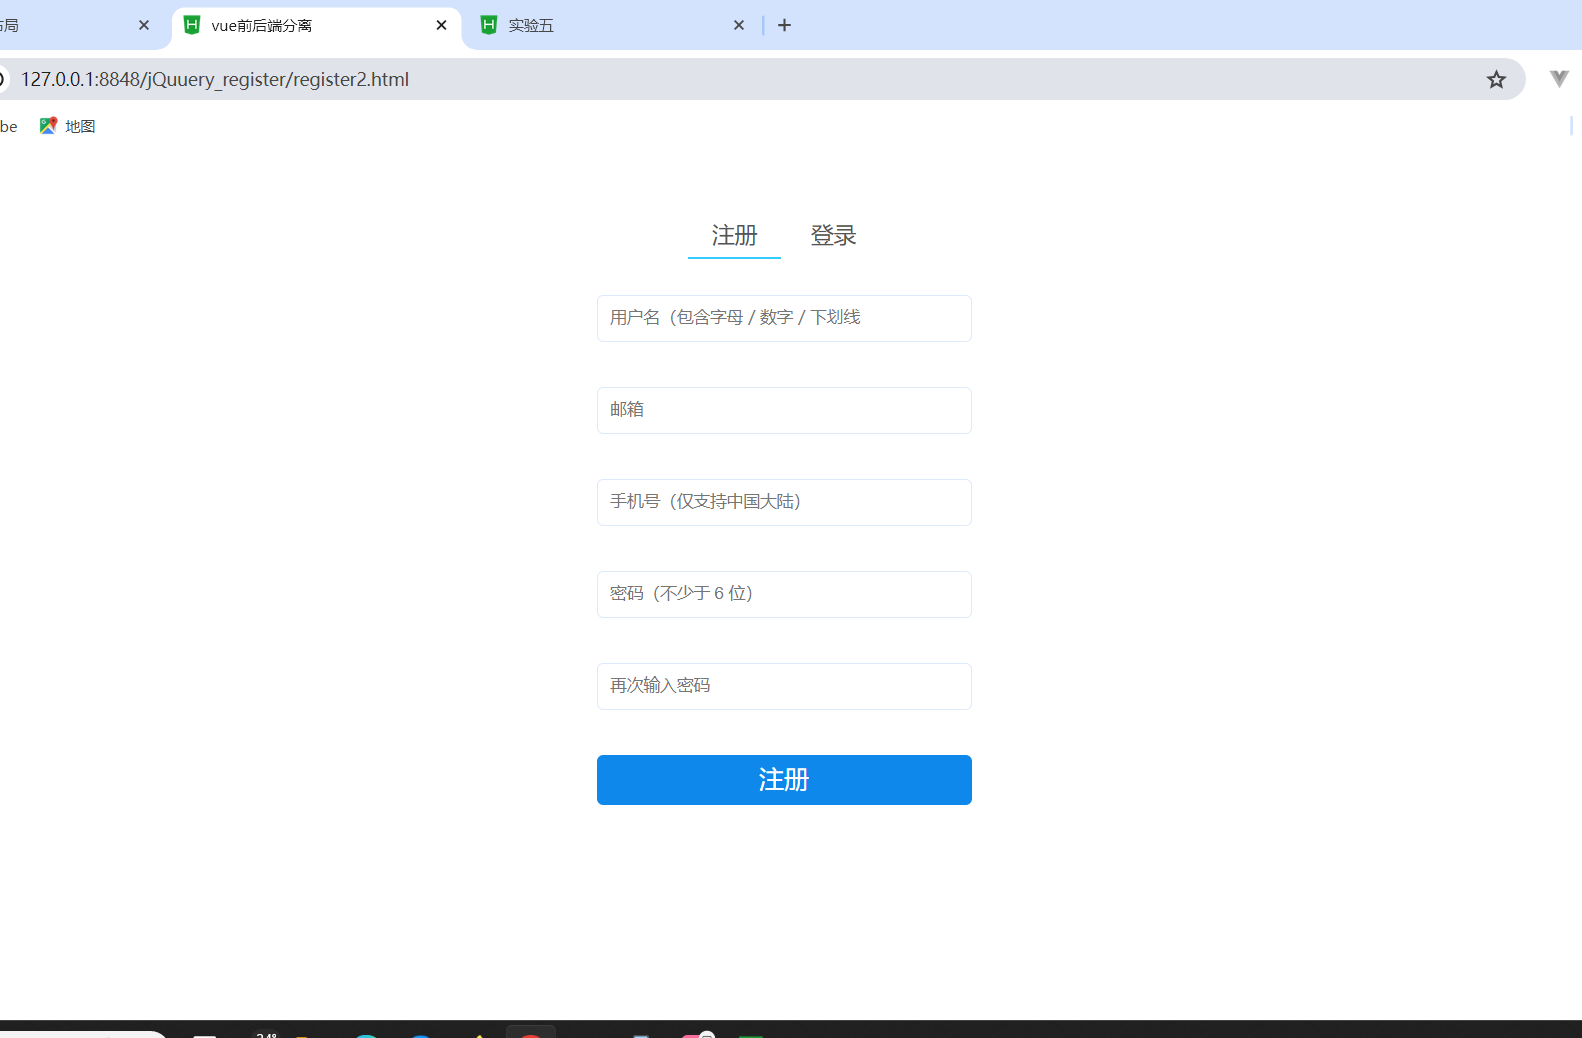 局
vue前后端分离
实验五
127.0.0.1:8848/jQuuery_register/register2.html
be
地图
注册
登录
用户名（包含字母 / 数字 / 下划线
邮箱
手机号（仅支持中国大陆）
密码（不少于 6 位）
再次输入密码
注册